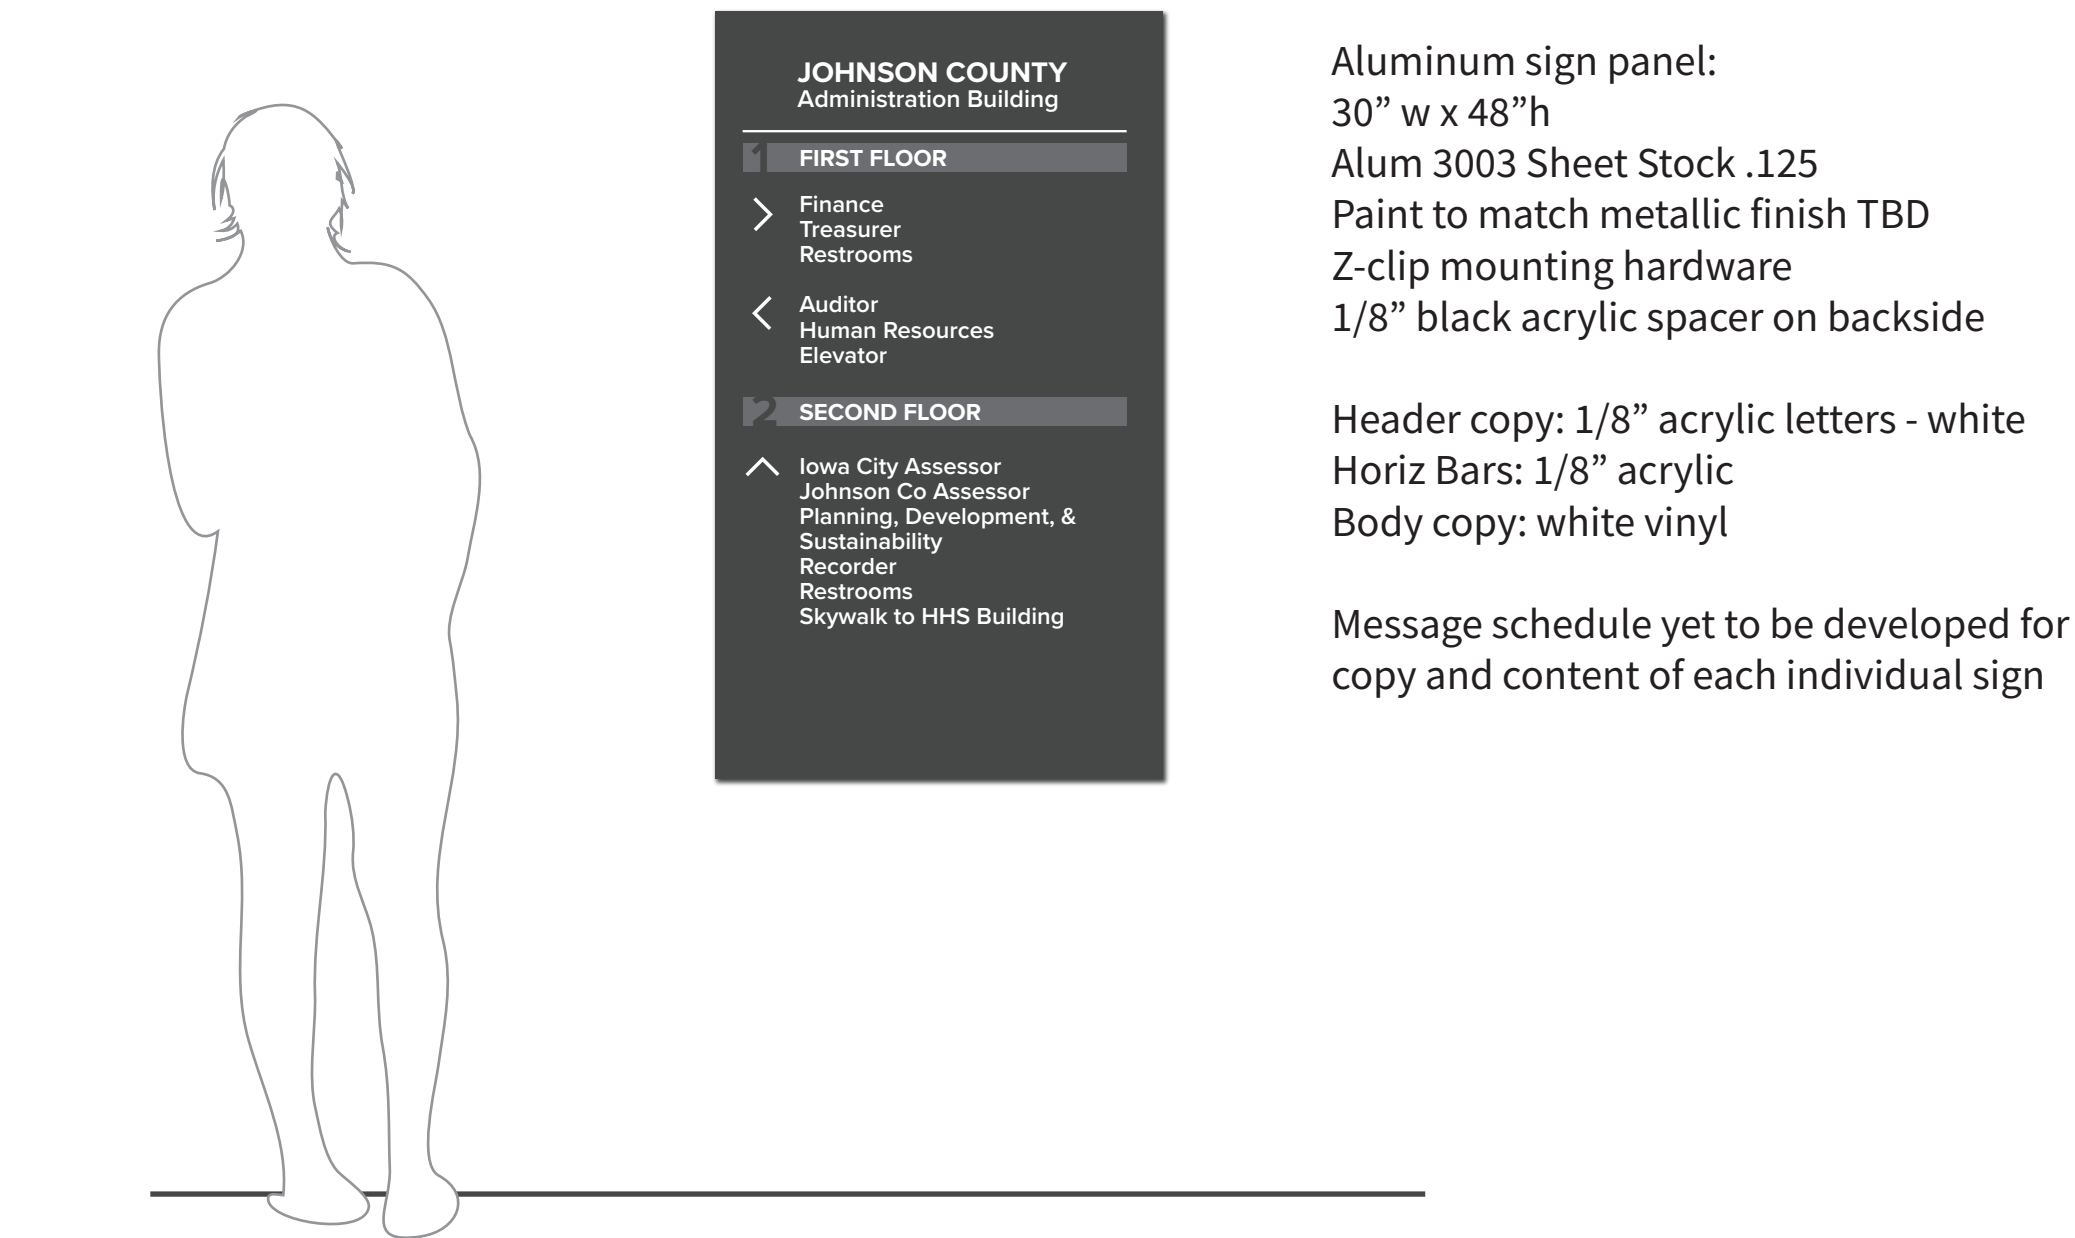 JOHNSON COUNTY
Administration Building
1 FIRST FLOOR
Finance
Treasurer
Restrooms
Auditor
Human Resources
Elevator
2 SECOND FLOOR
Iowa City Assessor
Johnson Co Assessor
Planning, Development, &
Sustainability
Recorder
Restrooms
Skywalk to HHS Building
Aluminum sign panel:
30” w x 48”h
Alum 3003 Sheet Stock .125
Paint to match metallic finish TBD
Z-clip mounting hardware
1/8” black acrylic spacer on backside
Header copy: 1/8” acrylic letters - white
Horiz Bars: 1/8” acrylic
Body copy: white vinyl
Message schedule yet to be developed for
copy and content of each individual sign